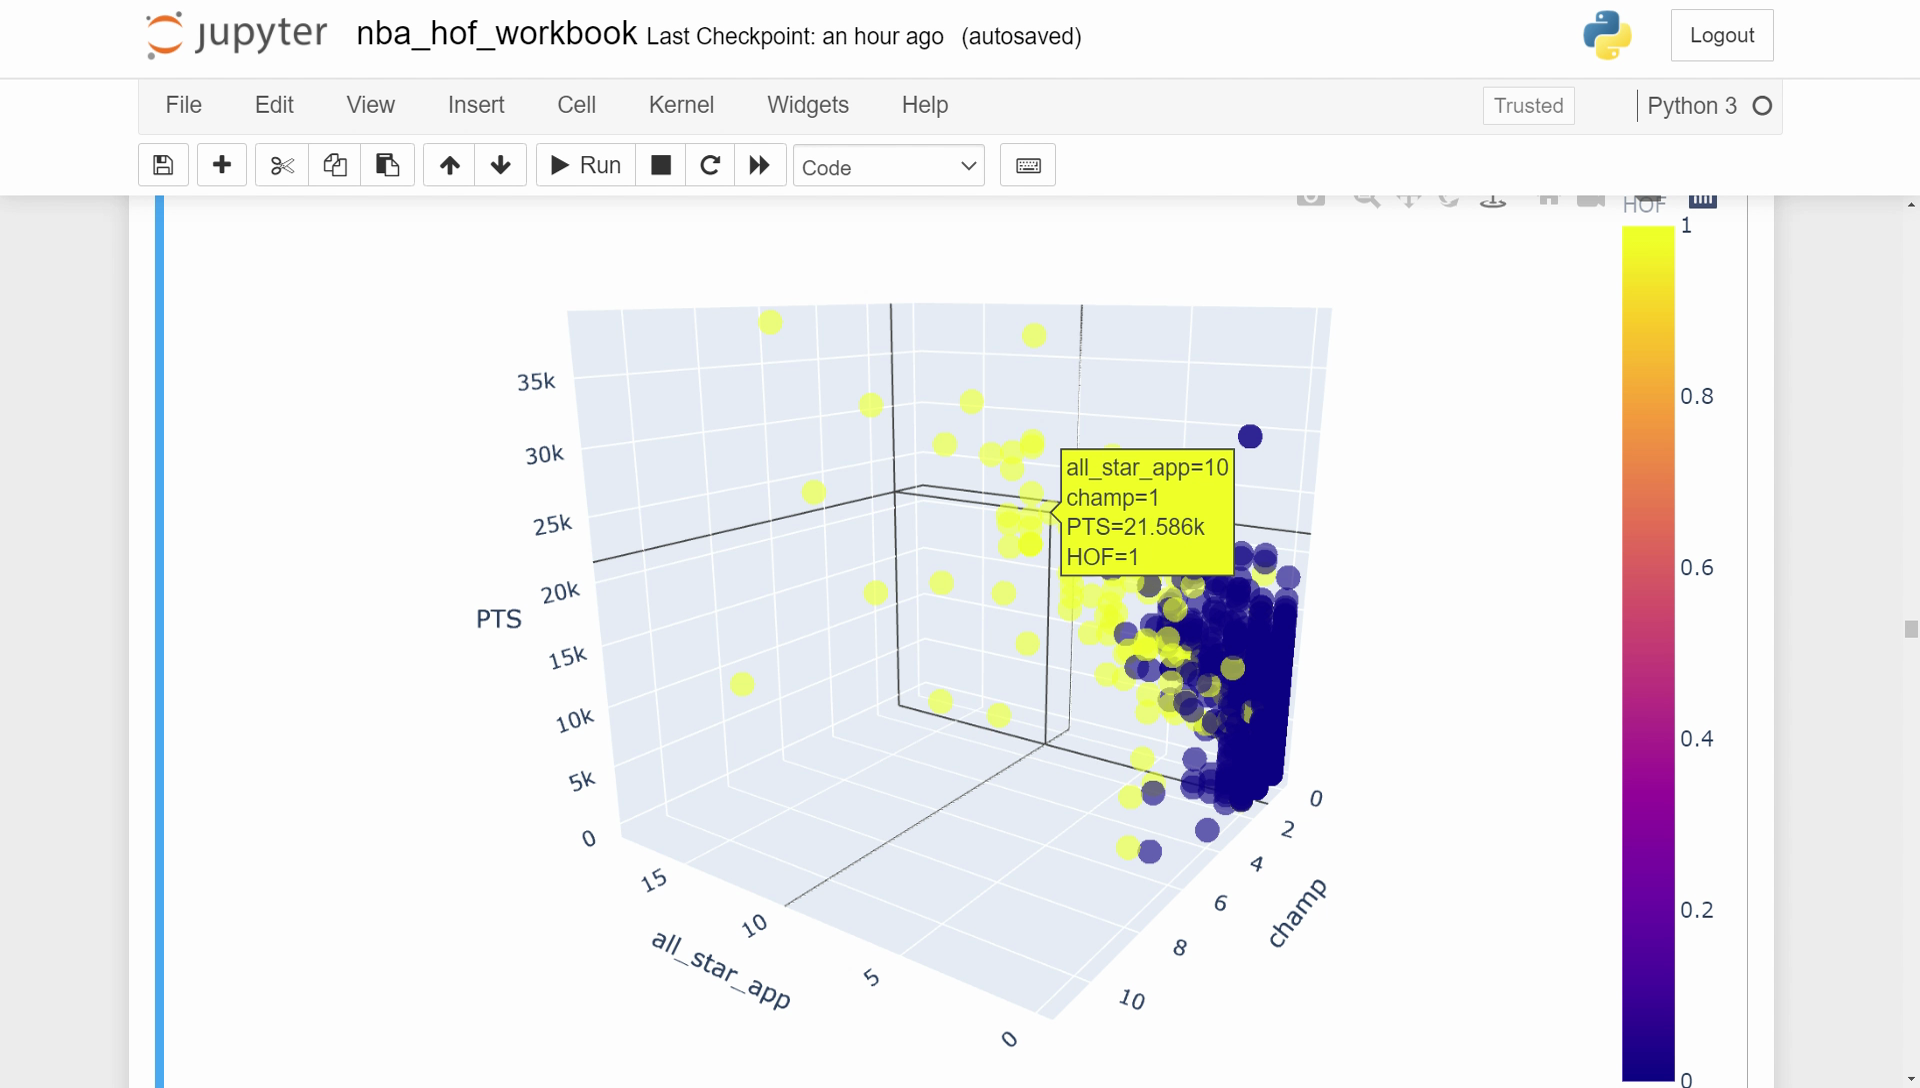 jupyter nba_hof_workbook Last Checkpoint: an hour ago (autosaved)
Logout
File Edit View Insert Cell Kernel Widgets Help
Trusted
Python 3
Run
Code
HOF
1
0.8
0.6
0.4
0.2
0
35k
30k
25k
20k
15k
10k
5k
0
PTS
all_star_app=10
champ=1
PTS=21.586k
HOF=1
15
10
5
0
all_star_app
0
2
4
6
8
10
champ